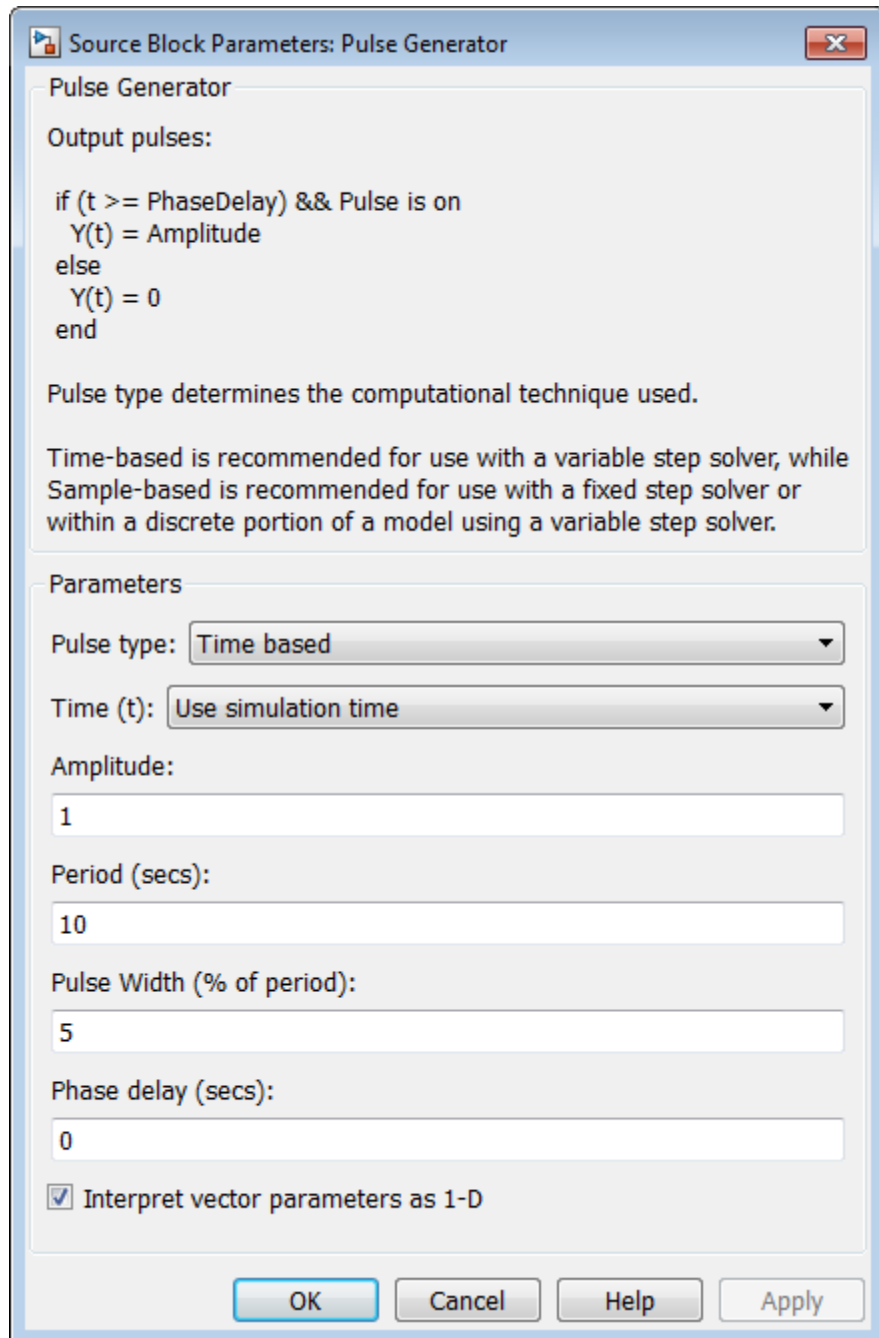 Source Block Parameters: Pulse Generator
Pulse Generator
Output pulses:
if (t >= PhaseDelay) && Pulse is on
Y(t) = Amplitude
else
Y(t) = 0
end
Pulse type determines the computational technique used.
Time-based is recommended for use with a variable step solver, while
Sample-based is recommended for use with a fixed step solver or
within a discrete portion of a model using a variable step solver.
Parameters
Pulse type: Time based
Time (t): Use simulation time
Amplitude:
1
Period (secs):
10
Pulse Width (% of period):
5
Phase delay (secs):
0
Interpret vector parameters as 1-D
OK Cancel Help Apply